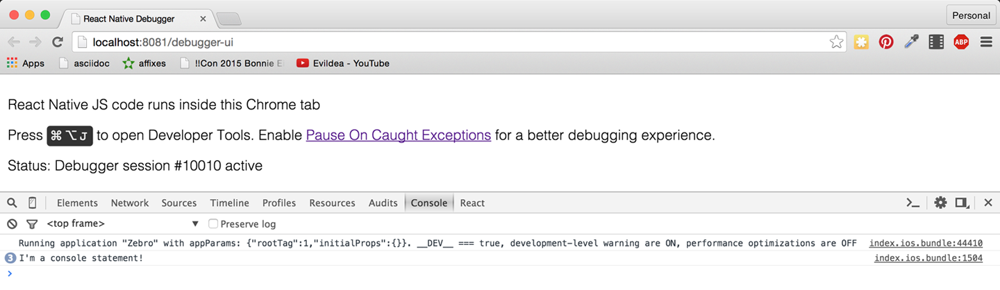 React Native Debugger
Personal
localhost:8081/debugger-ui
ABP
Apps asciidoc affixes !!Con 2015 Bonnie Evildea - YouTube
React Native JS code runs inside this Chrome tab
Press ⌘⌥J to open Developer Tools. Enable Pause On Caught Exceptions for a better debugging experience.
Status: Debugger session #10010 active
Elements Network Sources Timeline Profiles Resources Audits Console React
<top frame> Preserve log
Running application "Zebro" with appParams: {"rootTag":1,"initialProps":{}}. __DEV__ === true, development-level warning are ON, performance optimizations are OFF index.ios.bundle:44410
3 I'm a console statement! index.ios.bundle:1504